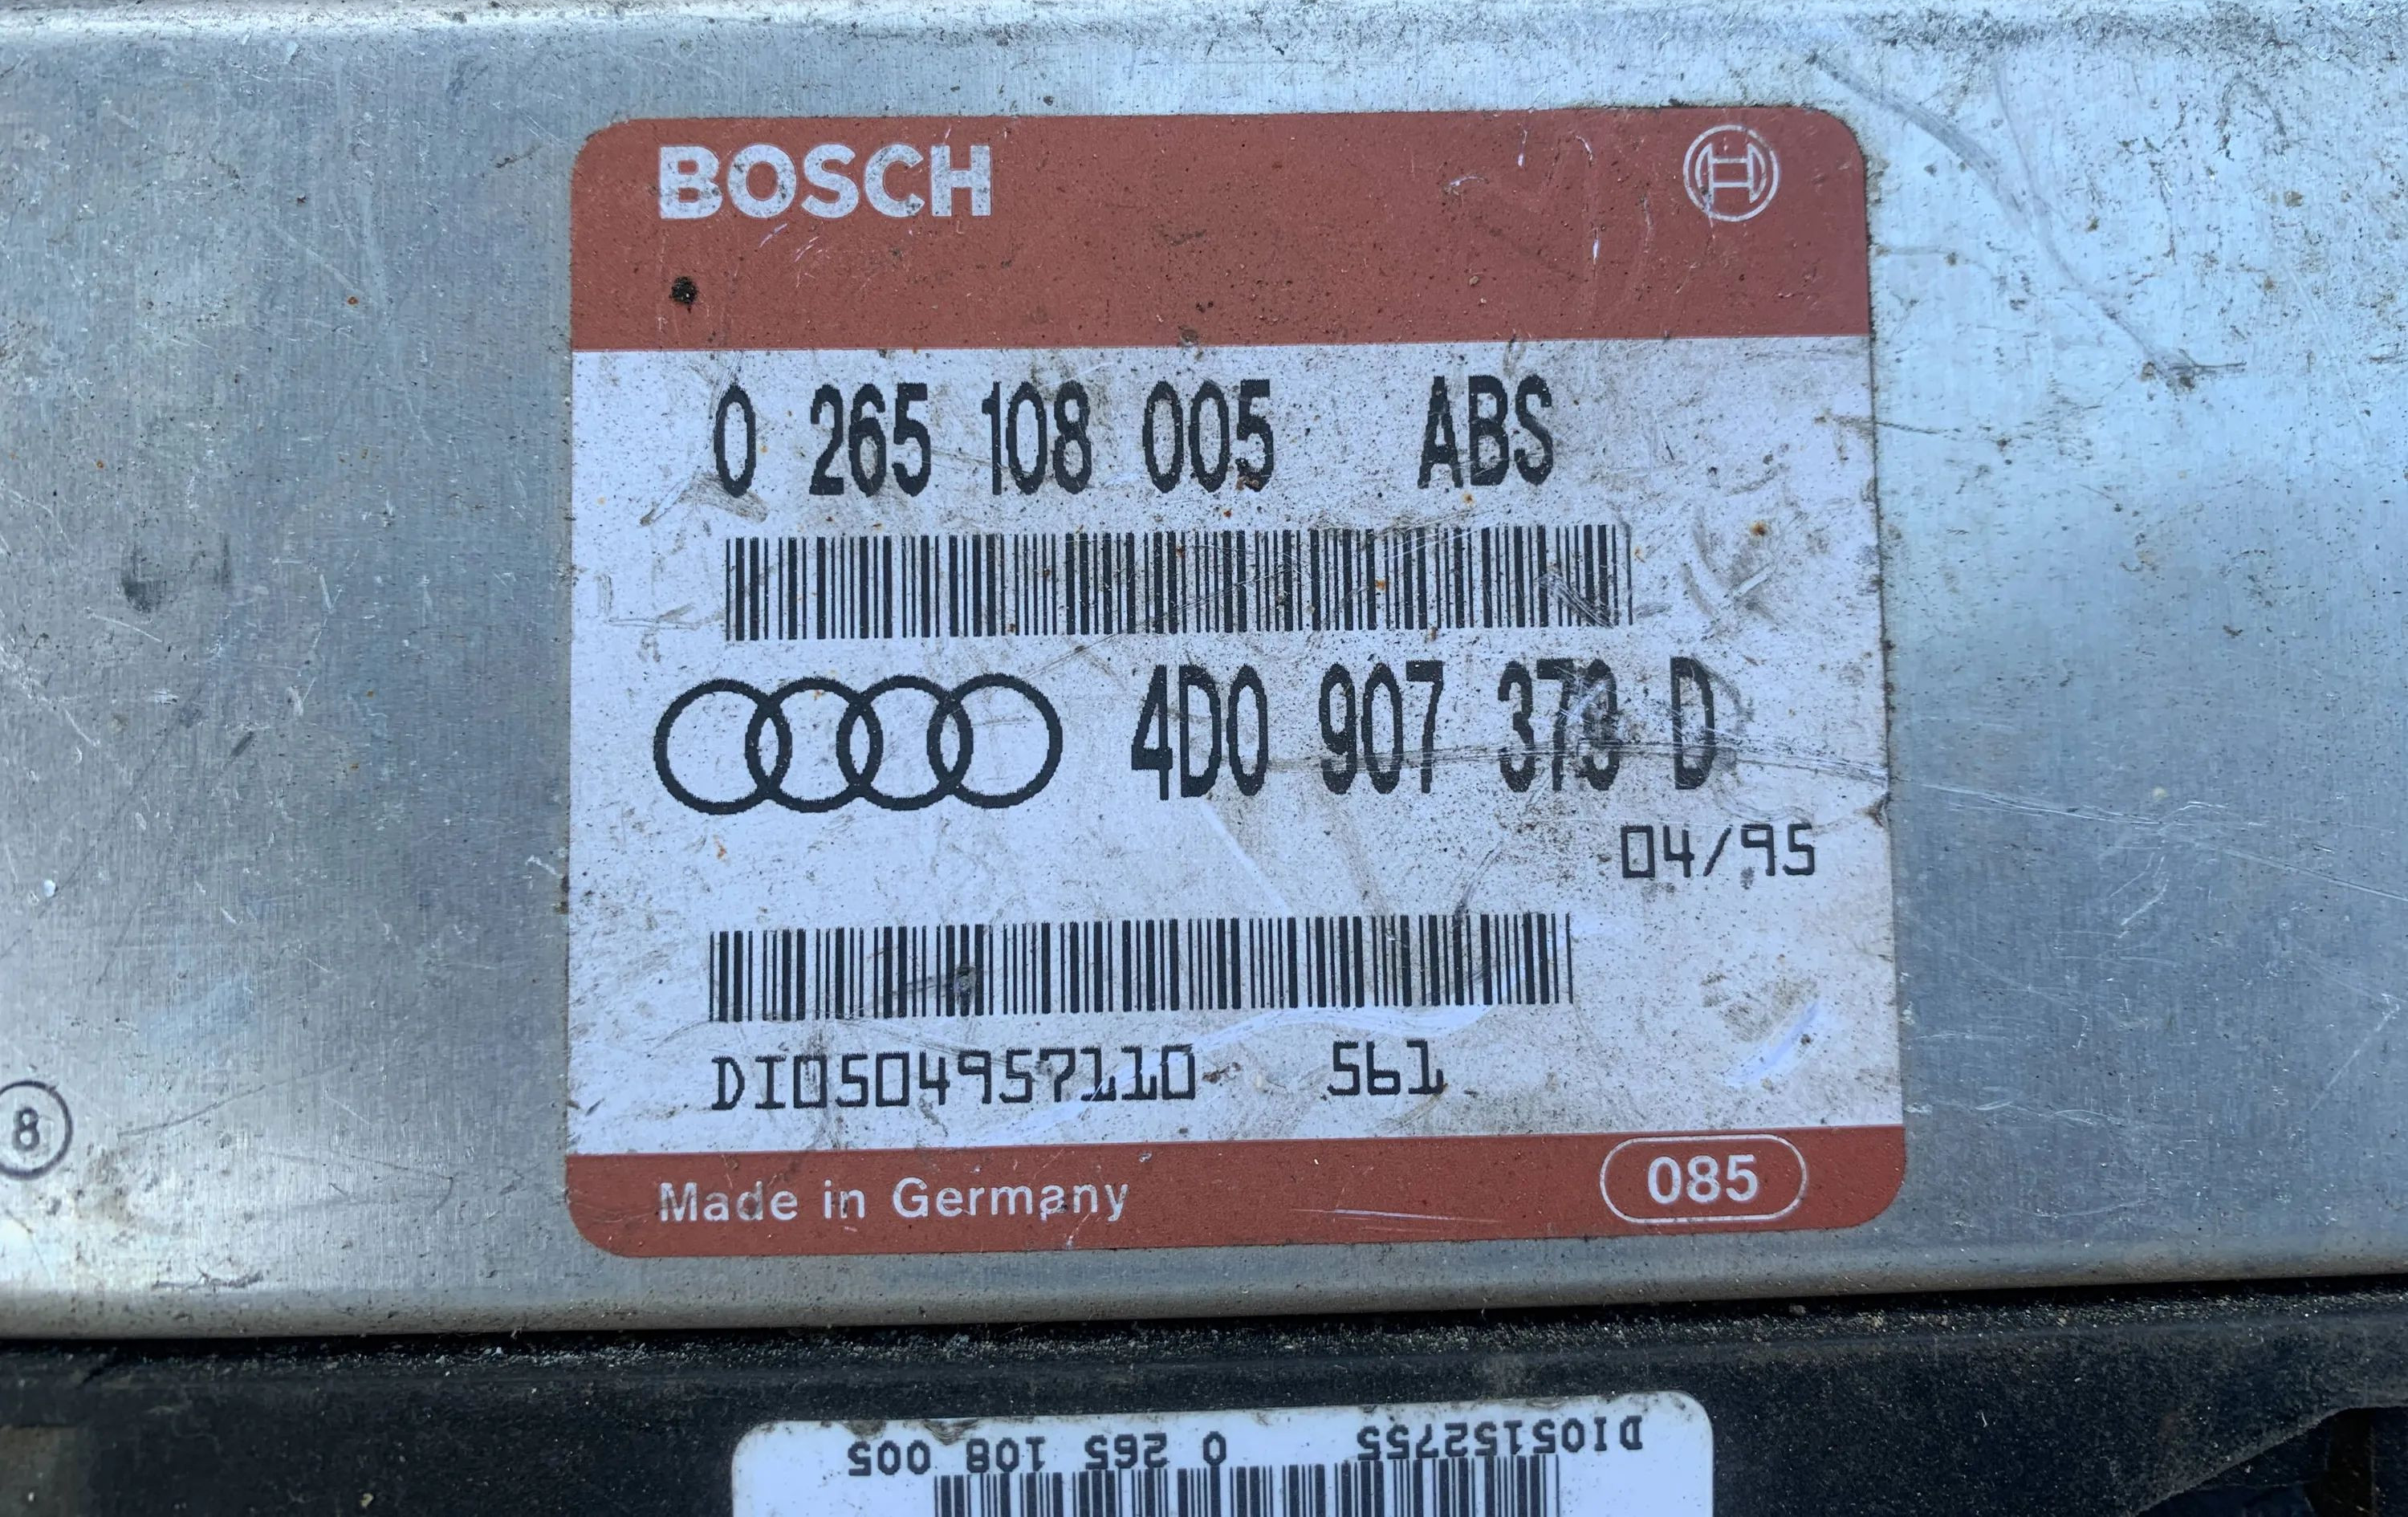 BOSCH
0 265 108 005 ABS
4D0 907 379 D
04/95
DI0504957110 561
Made in Germany 085
8
DI05152755 0 265 108 005